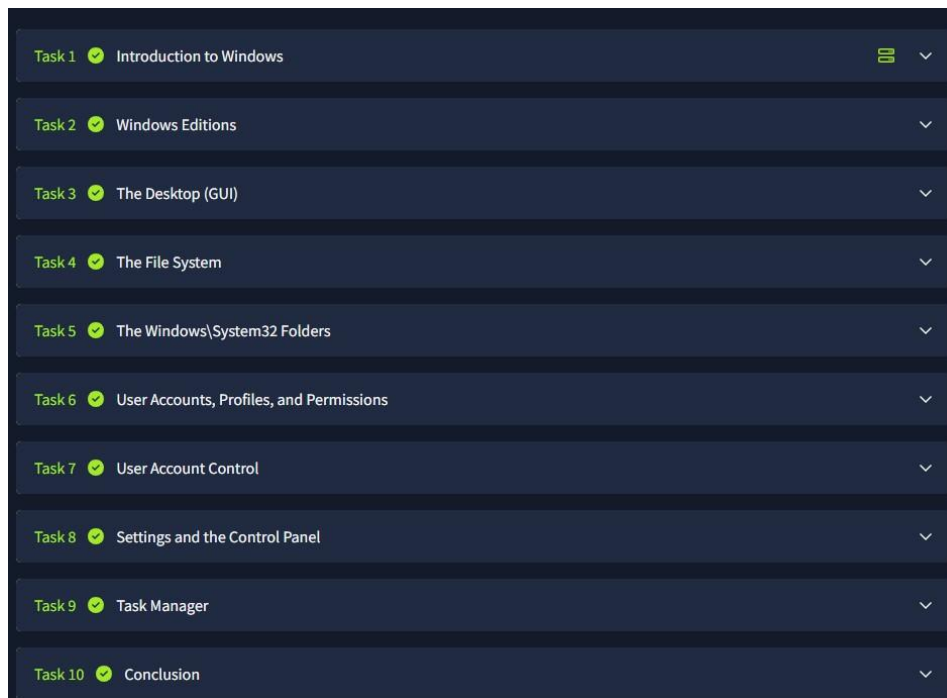 Task 1 Introduction to Windows
Task 2 Windows Editions
Task 3 The Desktop (GUI)
Task 4 The File System
Task 5 The Windows\System32 Folders
Task 6 User Accounts, Profiles, and Permissions
Task 7 User Account Control
Task 8 Settings and the Control Panel
Task 9 Task Manager
Task 10 Conclusion